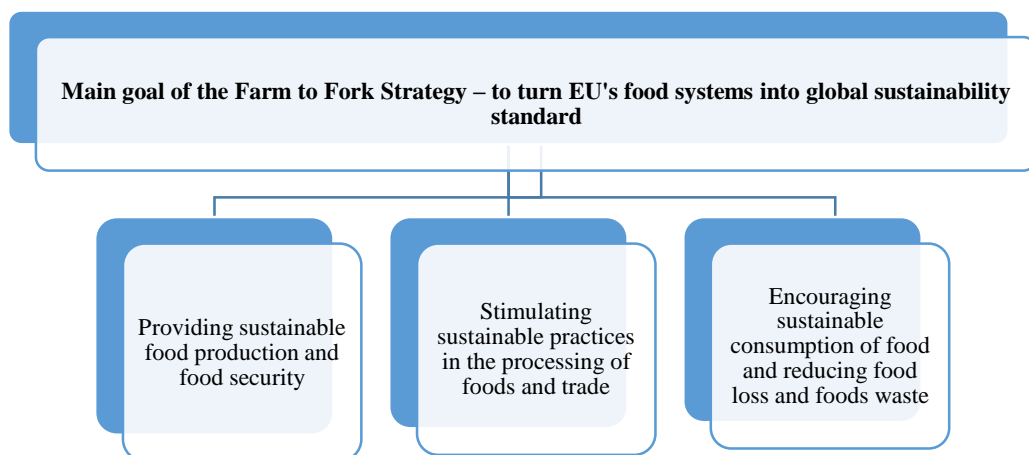 Main goal of the Farm to Fork Strategy – to turn EU's food systems into global sustainability
standard
Providing sustainable
food production and
food security
Stimulating
sustainable practices
in the processing of
foods and trade
Encouraging
sustainable
consumption of food
and reducing food
loss and foods waste